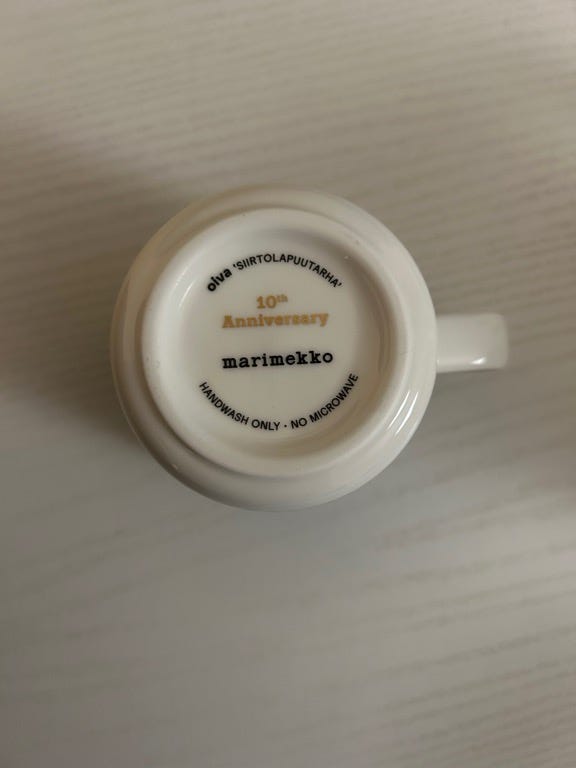 oiva 'SIIRTOLAPUUTARHA'
10th
Anniversary
marimekko
HANDWASH ONLY · NO MICROWAVE